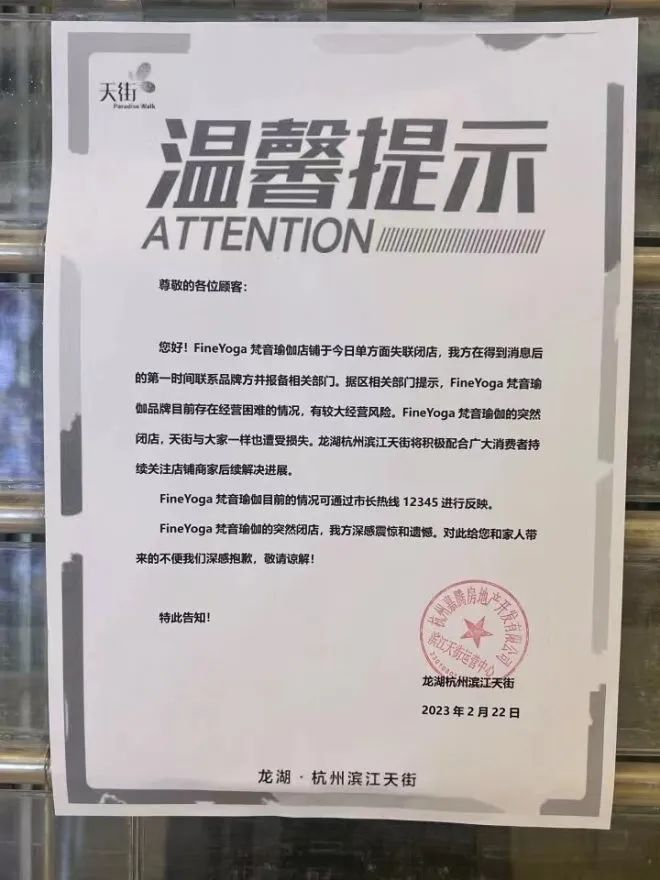 天街
Paradise Walk
温馨提示
ATTENTION
尊敬的各位顾客：
您好！FineYoga 梵音瑜伽店铺于今日单方面失联闭店，我方在得到消息后
的第一时间联系品牌方并报备相关部门。据区相关部门提示，FineYoga 梵音瑜
伽品牌目前存在经营困难的情况，有较大经营风险。FineYoga 梵音瑜伽的突然
闭店，天街与大家一样也遭受损失。龙湖杭州滨江天街将积极配合广大消费者持
续关注店铺商家后续解决进展。
FineYoga 梵音瑜伽目前的情况可通过市长热线 12345 进行反映。
FineYoga 梵音瑜伽的突然闭店，我方深感震惊和遗憾。对此给您和家人带
来的不便我们深感抱歉，敬请谅解！
特此告知！
杭州嘉腾房地产开发有限公司
滨江天街运营中心
龙湖杭州滨江天街
2023 年 2 月 22 日
龙湖 · 杭州滨江天街